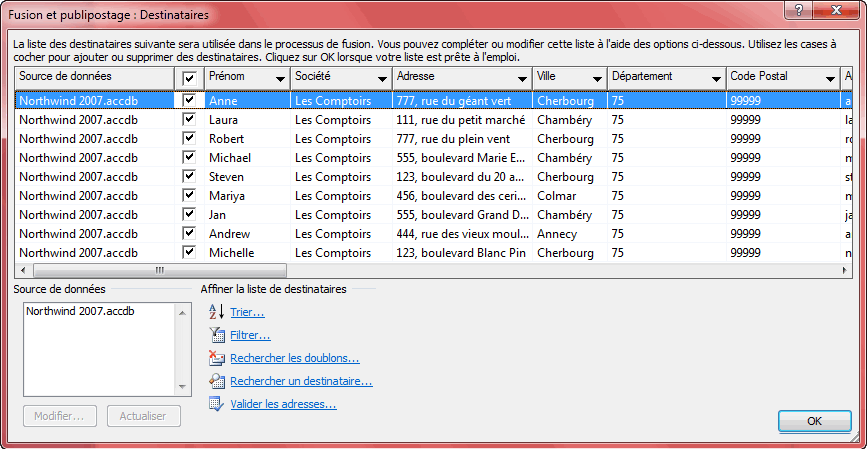 Fusion et publipostage : Destinataires
La liste des destinataires suivante sera utilisée dans le processus de fusion. Vous pouvez compléter ou modifier cette liste à l'aide des options ci-dessous. Utilisez les cases à
cocher pour ajouter ou supprimer des destinataires. Cliquez sur OK lorsque votre liste est prête à l'emploi.
Source de données Prénom Société Adresse Ville Département Code Postal A
Northwind 2007.accdb Anne Les Comptoirs 777, rue du géant vert Cherbourg 75 99999 a
Northwind 2007.accdb Laura Les Comptoirs 111, rue du petit marché Chambéry 75 99999 la
Northwind 2007.accdb Robert Les Comptoirs 777, rue du plein vent Cherbourg 75 99999 ro
Northwind 2007.accdb Michael Les Comptoirs 555, boulevard Marie E... Chambéry 75 99999 m
Northwind 2007.accdb Steven Les Comptoirs 123, boulevard du 20 a... Cherbourg 75 99999 st
Northwind 2007.accdb Mariya Les Comptoirs 456, boulevard des ceri... Colmar 75 99999 m
Northwind 2007.accdb Jan Les Comptoirs 555, boulevard Grand D... Chambéry 75 99999 ja
Northwind 2007.accdb Andrew Les Comptoirs 444, rue des vieux moul... Annecy 75 99999 a
Northwind 2007.accdb Michelle Les Comptoirs 123, boulevard Blanc Pin Cherbourg 75 99999 n
Source de données Affiner la liste de destinataires
Northwind 2007.accdb
Trier...
Filtrer...
Rechercher les doublons...
Rechercher un destinataire...
Valider les adresses...
Modifier... Actualiser
OK